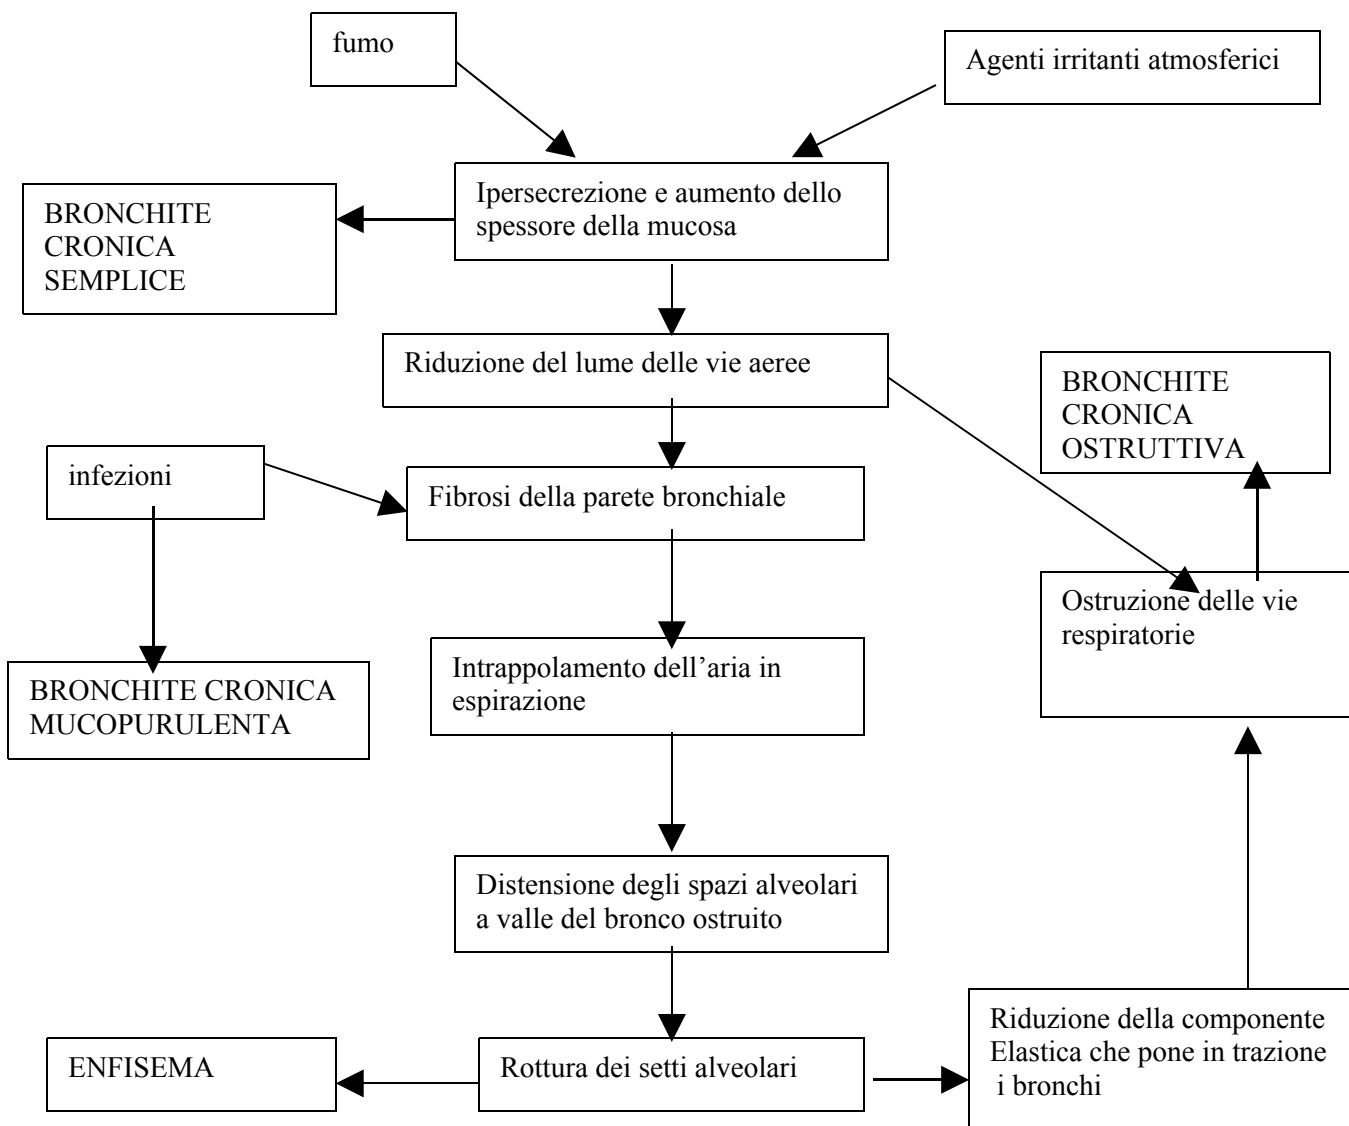 fumo
Agenti irritanti atmosferici
Ipersecrezione e aumento dello
spessore della mucosa
BRONCHITE
CRONICA
SEMPLICE
Riduzione del lume delle vie aeree
BRONCHITE
CRONICA
OSTRUTTIVA
infezioni
Fibrosi della parete bronchiale
Ostruzione delle vie
respiratorie
Intrappolamento dell’aria in
espirazione
BRONCHITE CRONICA
MUCOPURULENTA
Distensione degli spazi alveolari
a valle del bronco ostruito
Riduzione della componente
Elastica che pone in trazione
i bronchi
ENFISEMA
Rottura dei setti alveolari